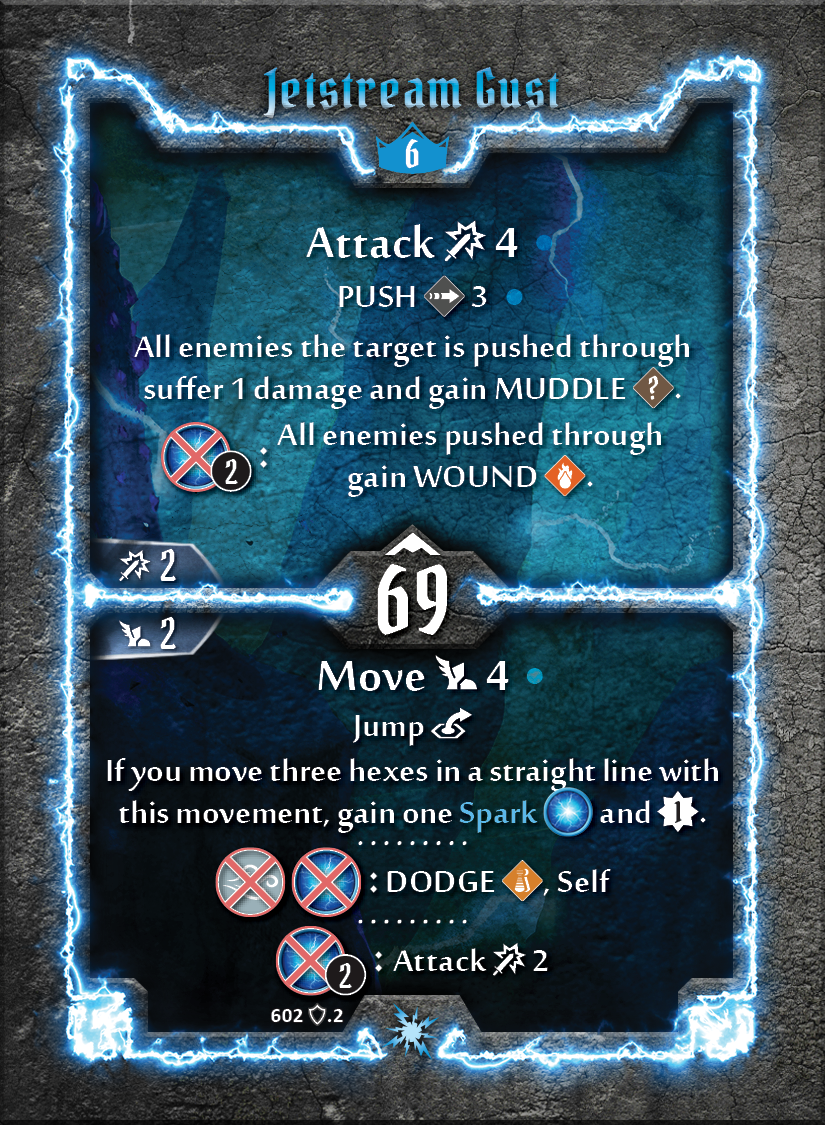 Jetstream Gust
6
Attack 4
PUSH 3
All enemies the target is pushed through
suffer 1 damage and gain MUDDLE ?.
2 : All enemies pushed through
gain WOUND .
2
69
2
Move 4
Jump
If you move three hexes in a straight line with
this movement, gain one Spark and 1.
.........
: DODGE , Self
.........
2 : Attack 2
602 .2